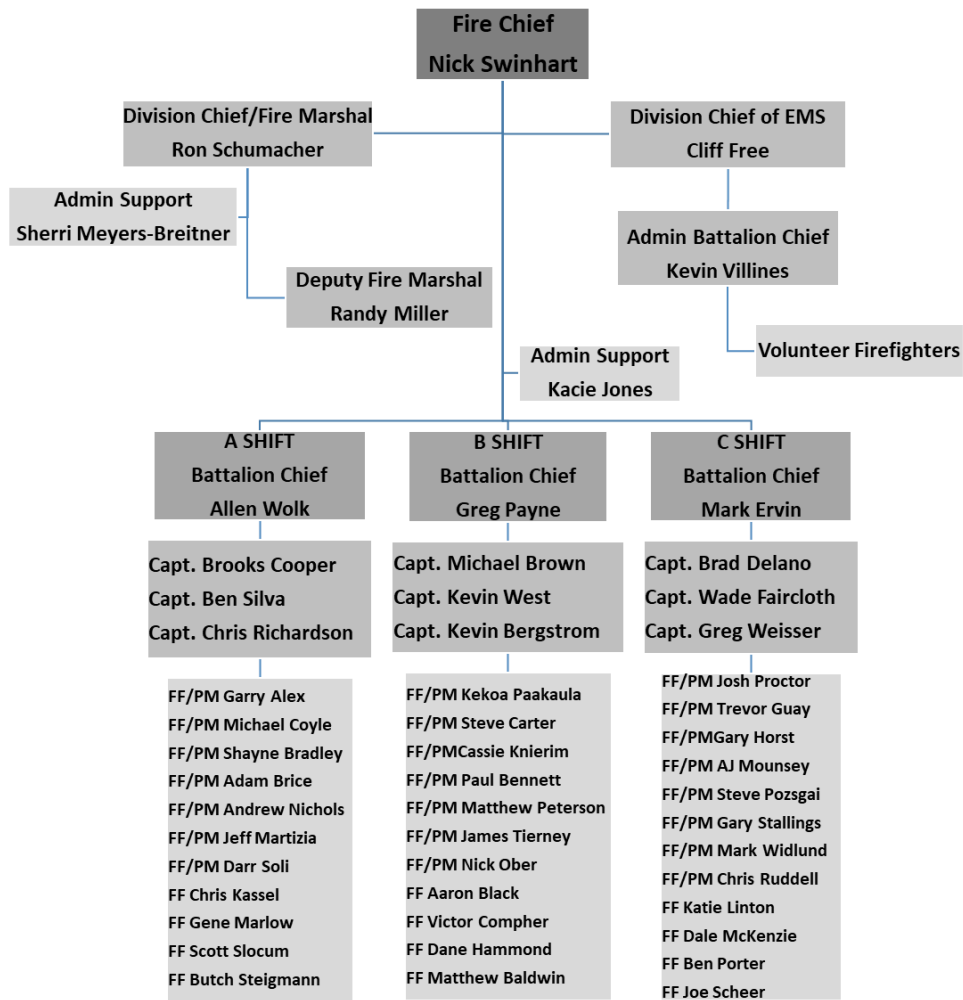 Fire Chief
Nick Swinhart
Division Chief/Fire Marshal
Ron Schumacher
Division Chief of EMS
Cliff Free
Admin Support
Sherri Meyers-Breitner
Admin Battalion Chief
Kevin Villines
Deputy Fire Marshal
Randy Miller
Volunteer Firefighters
Admin Support
Kacie Jones
A SHIFT
Battalion Chief
Allen Wolk
Capt. Brooks Cooper
Capt. Ben Silva
Capt. Chris Richardson
FF/PM Garry Alex
FF/PM Michael Coyle
FF/PM Shayne Bradley
FF/PM Adam Brice
FF/PM Andrew Nichols
FF/PM Jeff Martizia
FF/PM Darr Soli
FF Chris Kassel
FF Gene Marlow
FF Scott Slocum
FF Butch Steigmann
B SHIFT
Battalion Chief
Greg Payne
Capt. Michael Brown
Capt. Kevin West
Capt. Kevin Bergstrom
FF/PM Kekoa Paakaula
FF/PM Steve Carter
FF/PMCassie Knierim
FF/PM Paul Bennett
FF/PM Matthew Peterson
FF/PM James Tierney
FF/PM Nick Ober
FF Aaron Black
FF Victor Compher
FF Dane Hammond
FF Matthew Baldwin
C SHIFT
Battalion Chief
Mark Ervin
Capt. Brad Delano
Capt. Wade Faircloth
Capt. Greg Weisser
FF/PM Josh Proctor
FF/PM Trevor Guay
FF/PMGary Horst
FF/PM AJ Mounsey
FF/PM Steve Pozsgai
FF/PM Gary Stallings
FF/PM Mark Widlund
FF/PM Chris Ruddell
FF Katie Linton
FF Dale McKenzie
FF Ben Porter
FF Joe Scheer